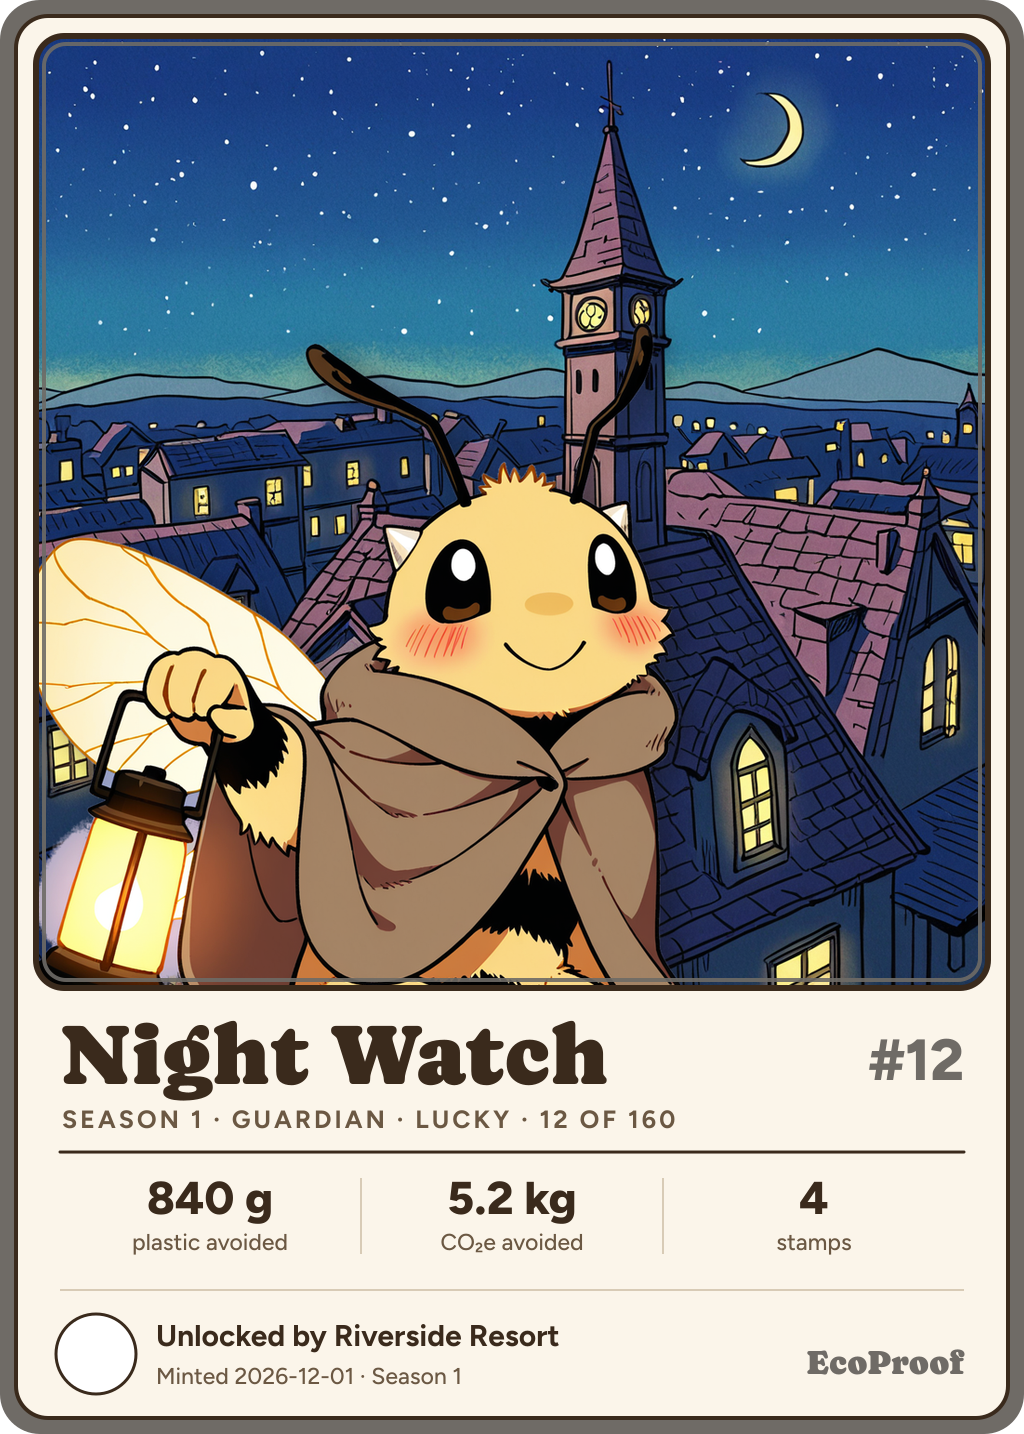 Night Watch
#12
SEASON 1 · GUARDIAN · LUCKY · 12 OF 160
840 g
plastic avoided
5.2 kg
CO₂e avoided
4
stamps
Unlocked by Riverside Resort
Minted 2026-12-01 · Season 1
EcoProof